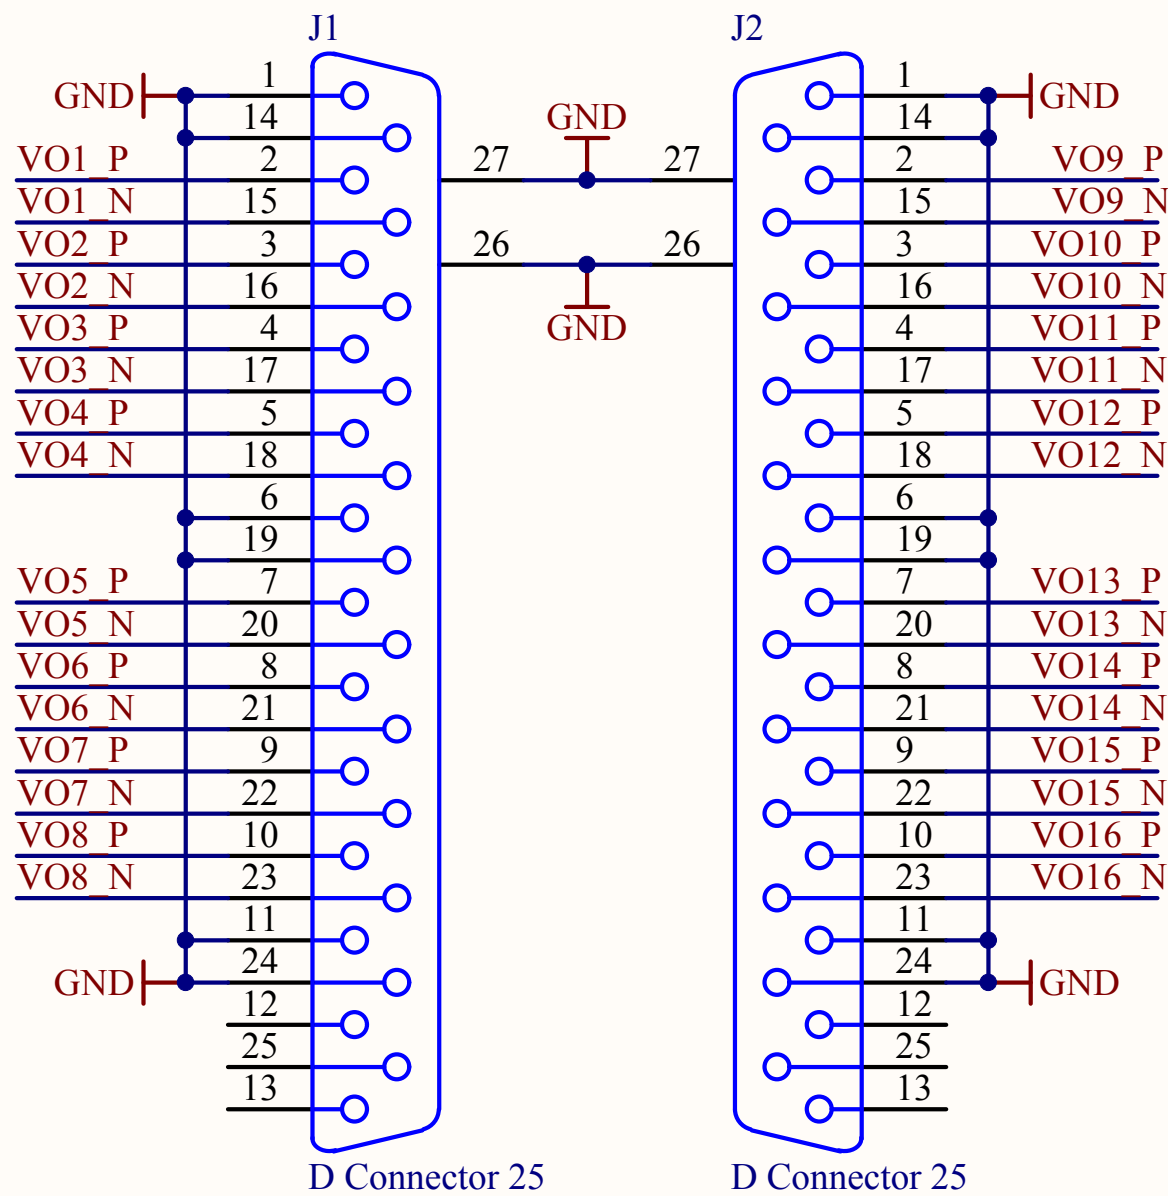 J1
J2
GND
1
1
GND
14
GND
14
VO1_P
2
27
27
2
VO9_P
VO1_N
15
15
VO9_N
VO2_P
3
26
26
3
VO10_P
VO2_N
16
16
VO10_N
VO3_P
4
GND
4
VO11_P
VO3_N
17
17
VO11_N
VO4_P
5
5
VO12_P
VO4_N
18
18
VO12_N
6
6
19
19
VO5_P
7
7
VO13_P
VO5_N
20
20
VO13_N
VO6_P
8
8
VO14_P
VO6_N
21
21
VO14_N
VO7_P
9
9
VO15_P
VO7_N
22
22
VO15_N
VO8_P
10
10
VO16_P
VO8_N
23
23
VO16_N
11
11
GND
24
24
GND
12
12
25
25
13
13
D Connector 25
D Connector 25